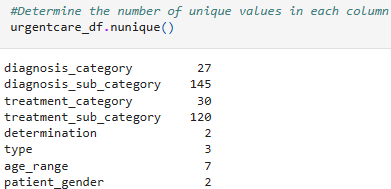 #Determine the number of unique values in each column
urgentcare_df.nunique()
diagnosis_category 27
diagnosis_sub_category 145
treatment_category 30
treatment_sub_category 120
determination 2
type 3
age_range 7
patient_gender 2